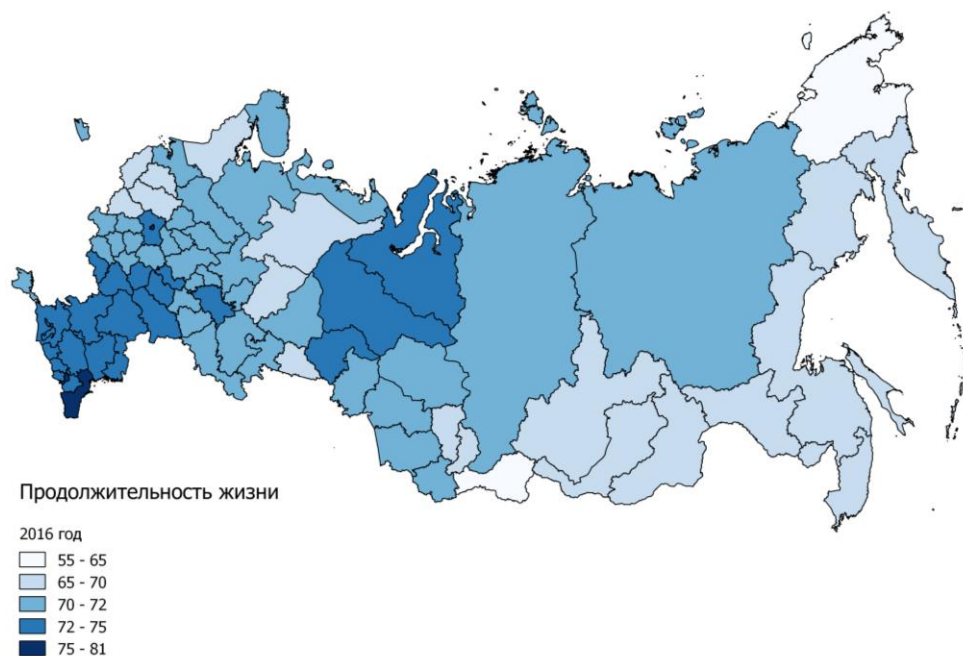 Продолжительность жизни
2016 год
55 - 65
65 - 70
70 - 72
72 - 75
75 - 81